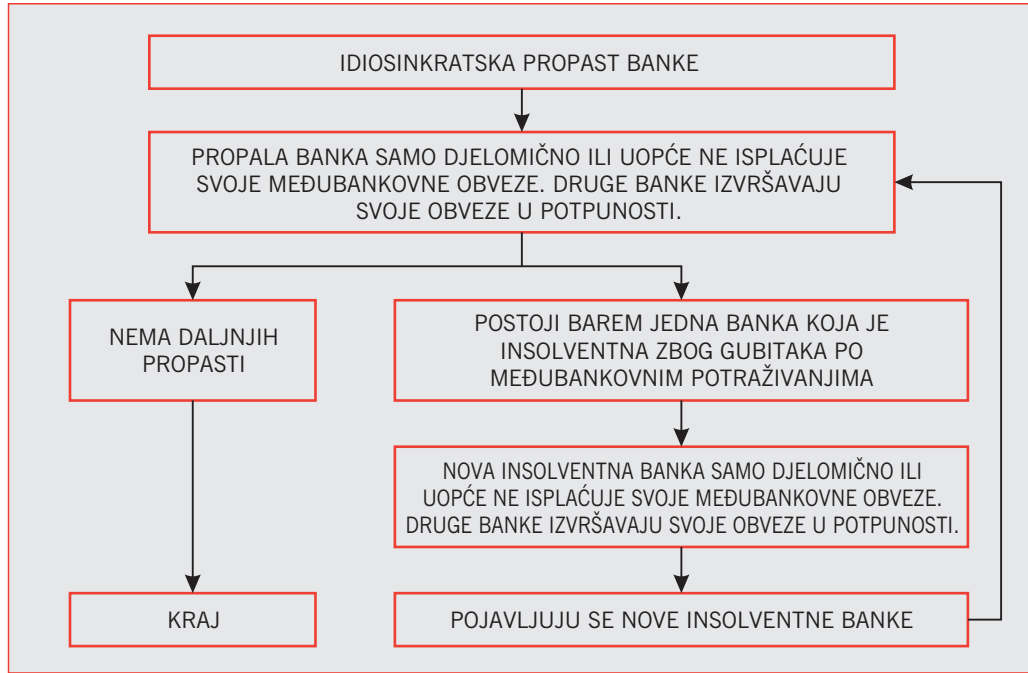 IDIOSINKRATSKA PROPAST BANKE
PROPALA BANKA SAMO DJELOMIČNO ILI UOPĆE NE ISPLAĆUJE
SVOJE MEĐUBANKOVNE OBVEZE. DRUGE BANKE IZVRŠAVAJU
SVOJE OBVEZE U POTPUNOSTI.
NEMA DALJNJIH
PROPASTI
POSTOJI BAREM JEDNA BANKA KOJA JE
INSOLVENTNA ZBOG GUBITAKA PO
MEĐUBANKOVNIM POTRAŽIVANJIMA
NOVA INSOLVENTNA BANKA SAMO DJELOMIČNO ILI
UOPĆE NE ISPLAĆUJE SVOJE MEĐUBANKOVNE OBVEZE.
DRUGE BANKE IZVRŠAVAJU SVOJE OBVEZE U POTPUNOSTI.
KRAJ
POJAVLJUJU SE NOVE INSOLVENTNE BANKE